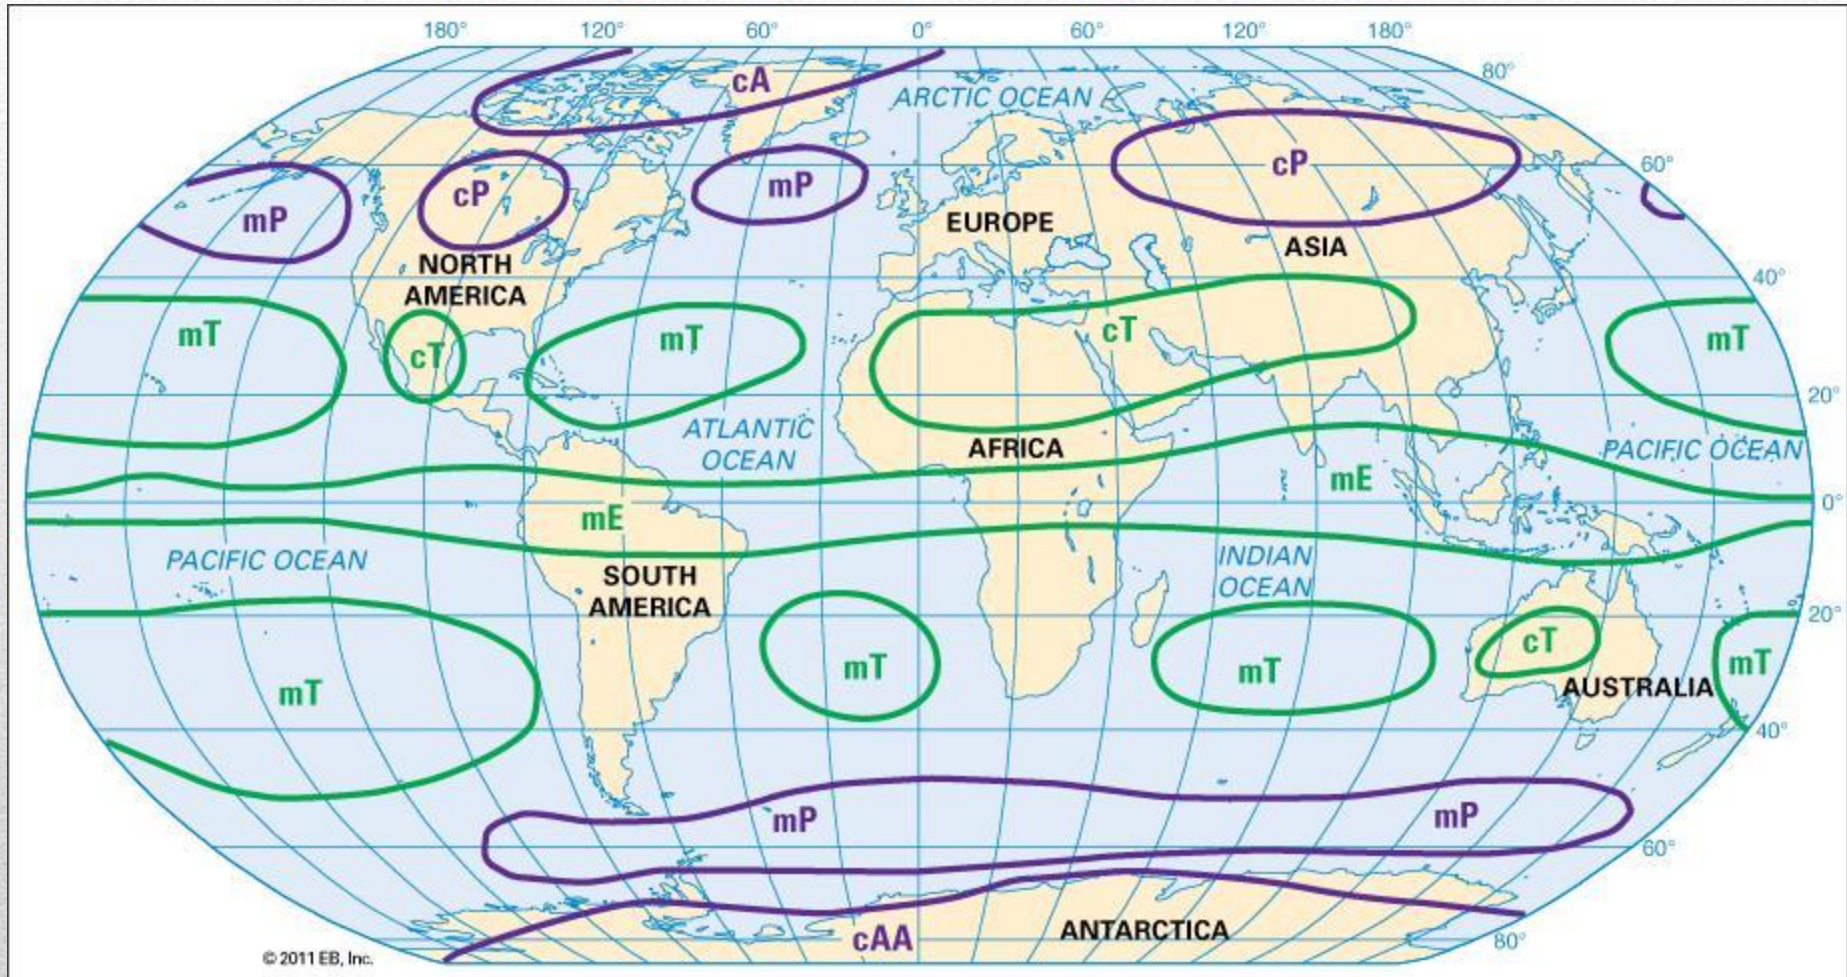 180° 120° 60° 0° 60° 120° 180°
80°
cA
ARCTIC OCEAN
cP
60°
mP
cP
mP
EUROPE
ASIA
NORTH
AMERICA
40°
mT
cT
mT
cT
mT
20°
ATLANTIC
OCEAN
AFRICA
PACIFIC OCEAN
mE
0°
mE
PACIFIC OCEAN
INDIAN
OCEAN
SOUTH
AMERICA
20°
cT
mT
mT
mT
mT
AUSTRALIA
40°
mP
mP
60°
cAA
ANTARCTICA
80°
© 2011 EB, Inc.